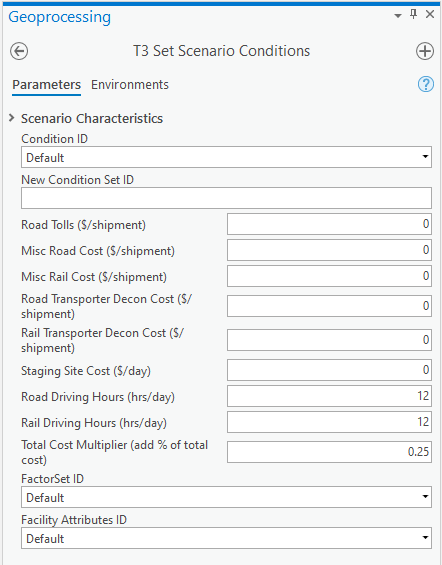 Geoprocessing
T3 Set Scenario Conditions
Parameters Environments
Scenario Characteristics
Condition ID
Default
New Condition Set ID
Road Tolls ($/shipment) 0
Misc Road Cost ($/shipment) 0
Misc Rail Cost ($/shipment) 0
Road Transporter Decon Cost ($/
shipment) 0
Rail Transporter Decon Cost ($/
shipment) 0
Staging Site Cost ($/day) 0
Road Driving Hours (hrs/day) 12
Rail Driving Hours (hrs/day) 12
Total Cost Multiplier (add % of total
cost) 0.25
FactorSet ID
Default
Facility Attributes ID
Default